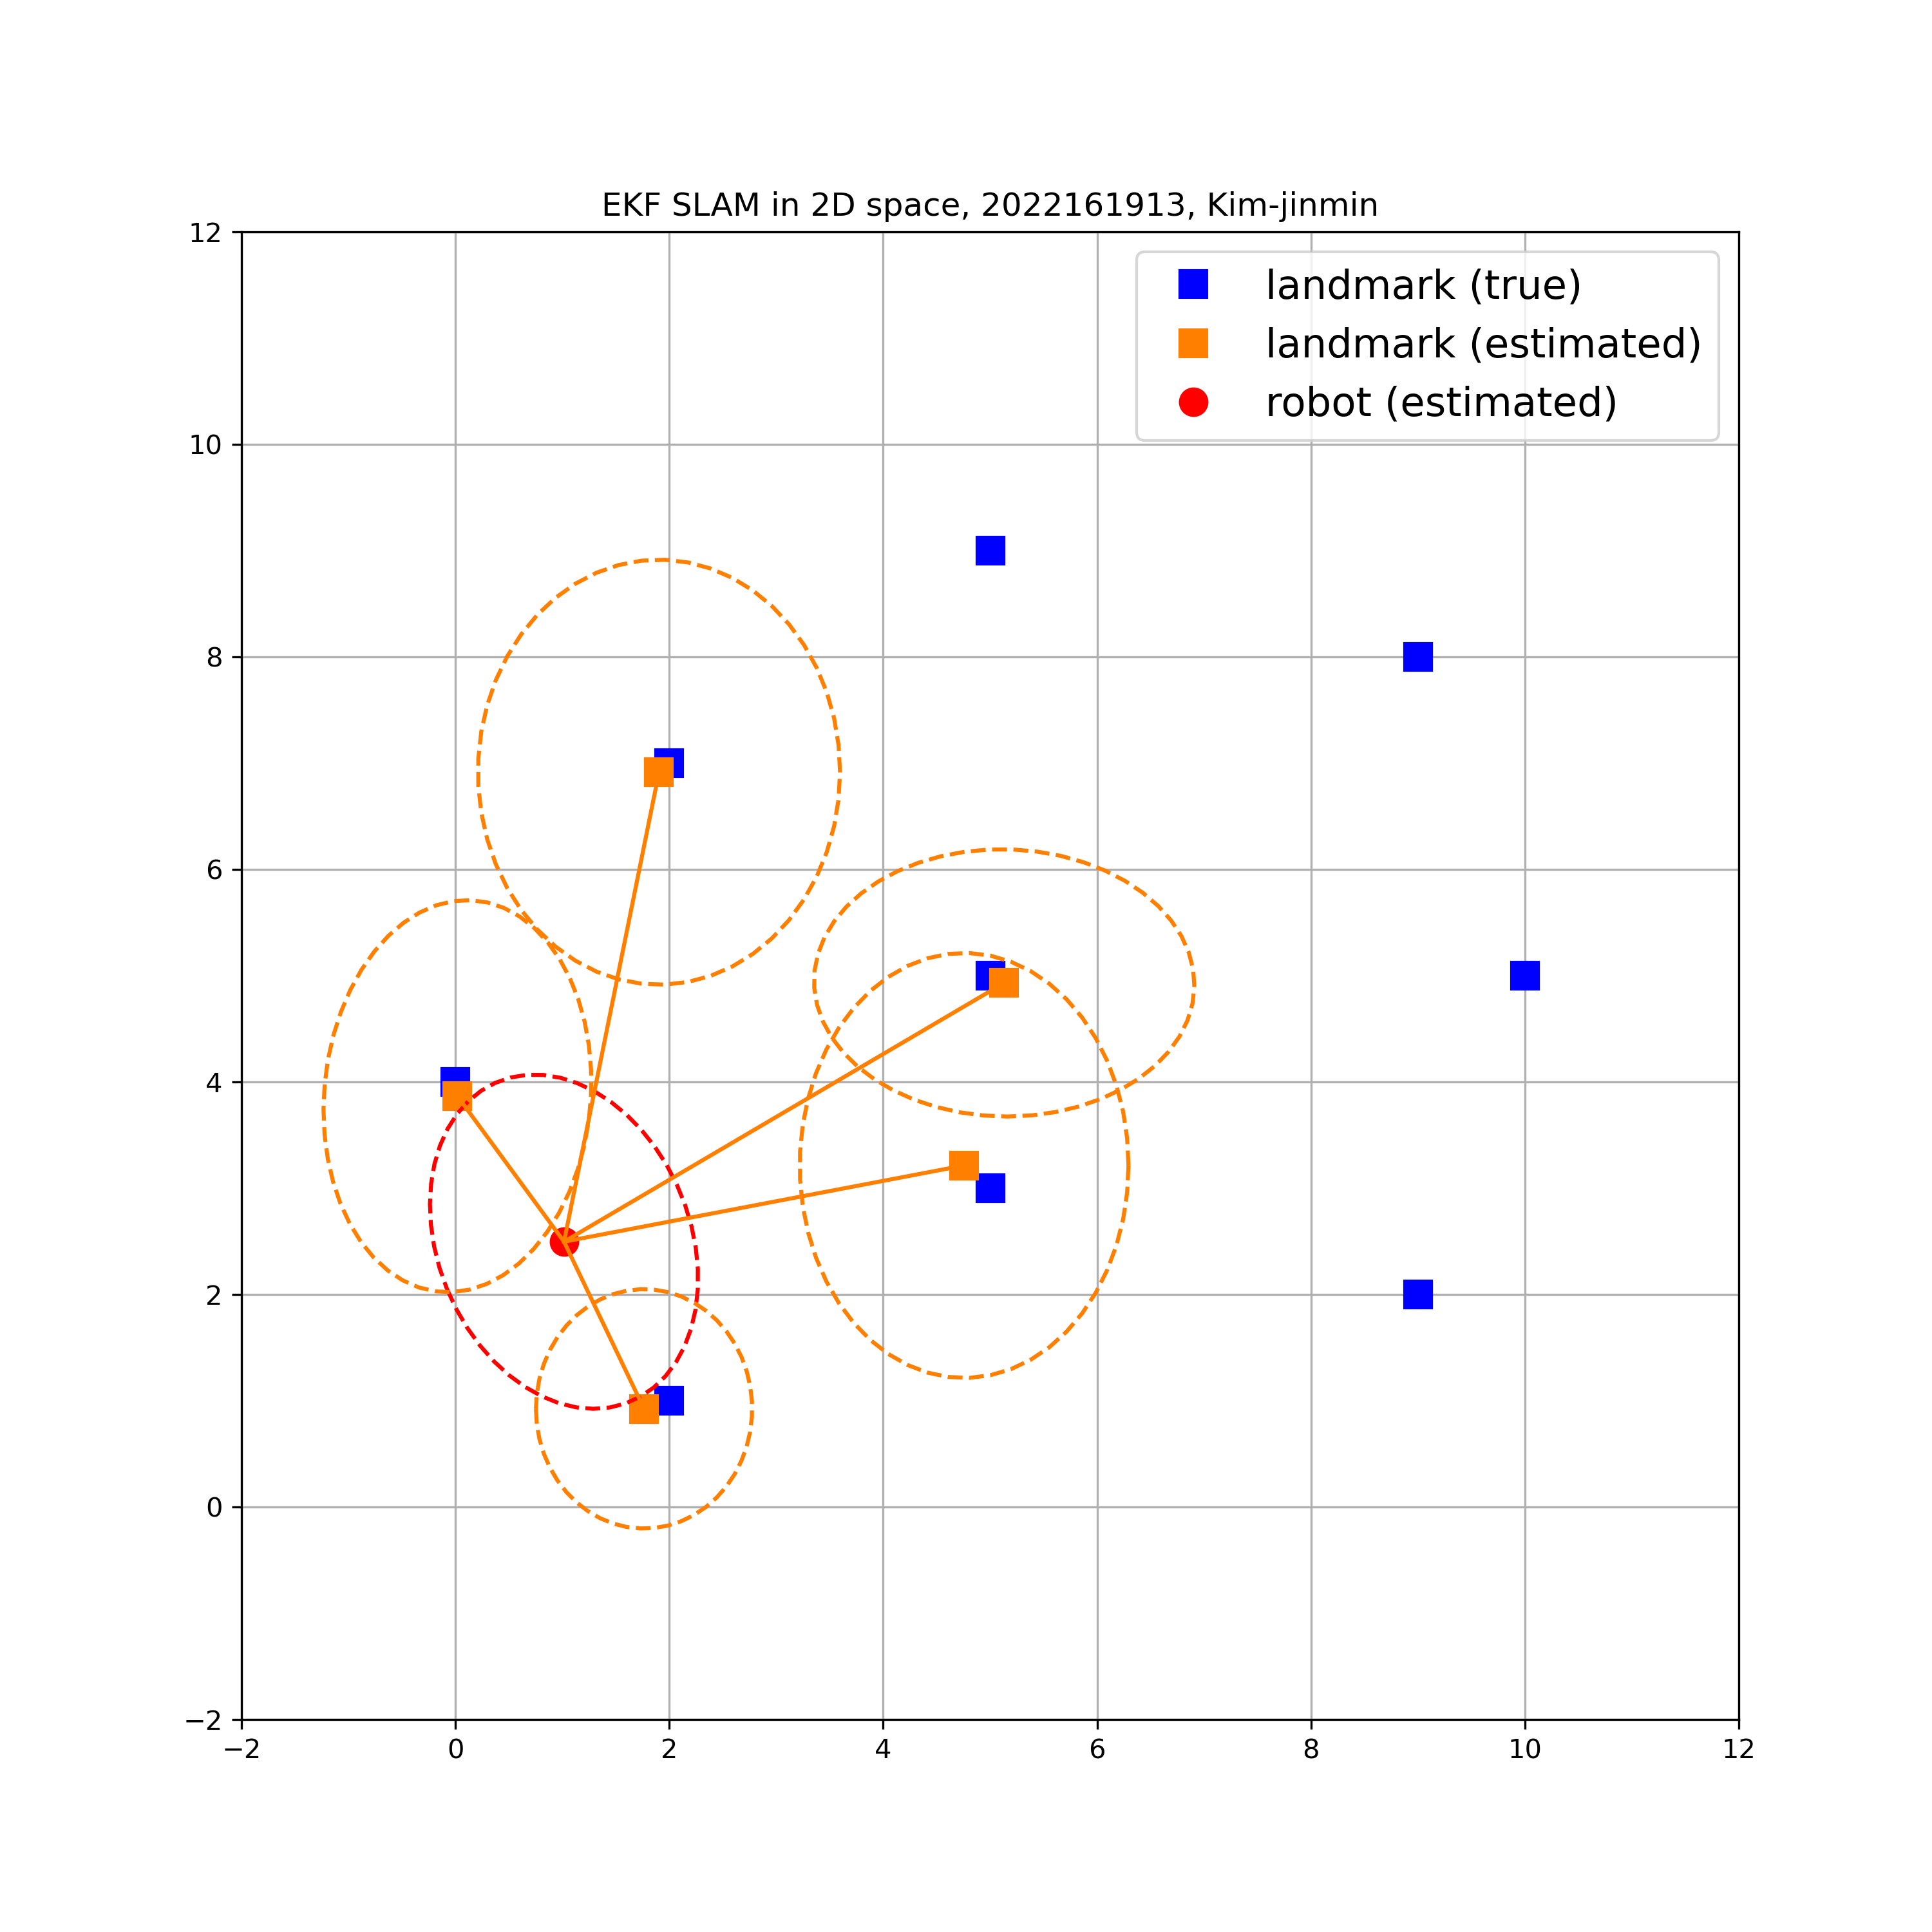 EKF SLAM in 2D space, 2022161913, Kim-jinmin
landmark (true)
landmark (estimated)
robot (estimated)
12
10
8
6
4
2
0
−2
−2 0 2 4 6 8 10 12